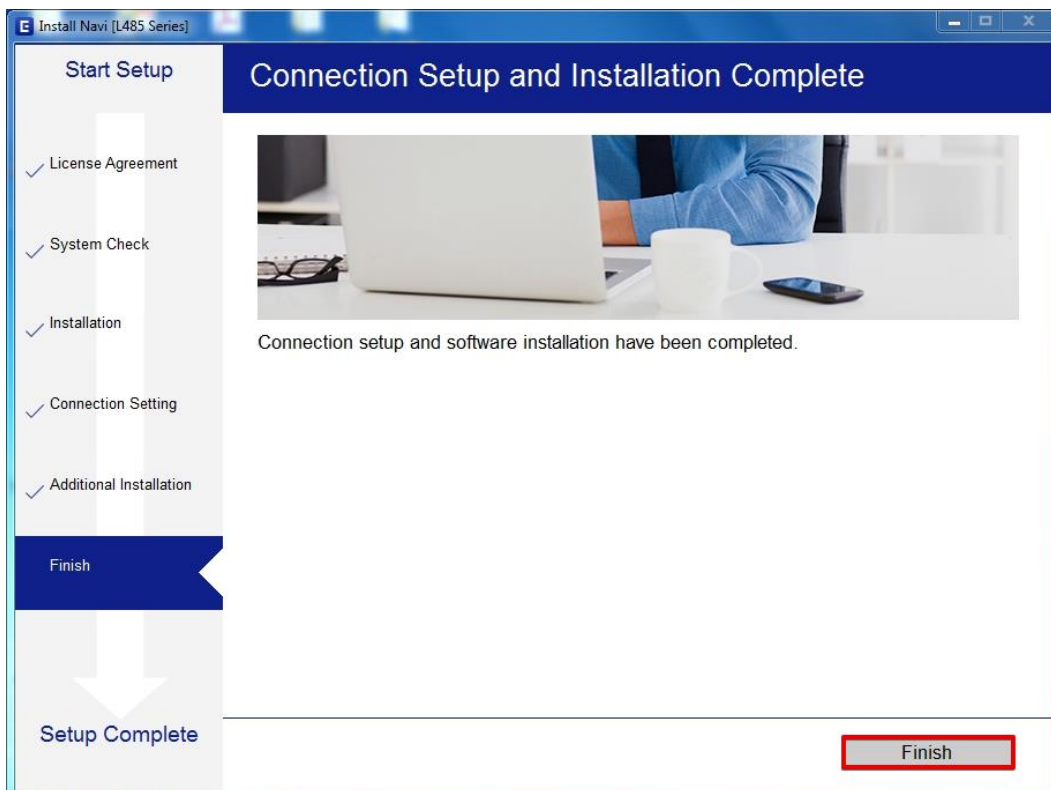 E Install Navi [L485 Series]
Start Setup
Connection Setup and Installation Complete
License Agreement
System Check
Installation
Connection setup and software installation have been completed.
Connection Setting
Additional Installation
Finish
Setup Complete
Finish